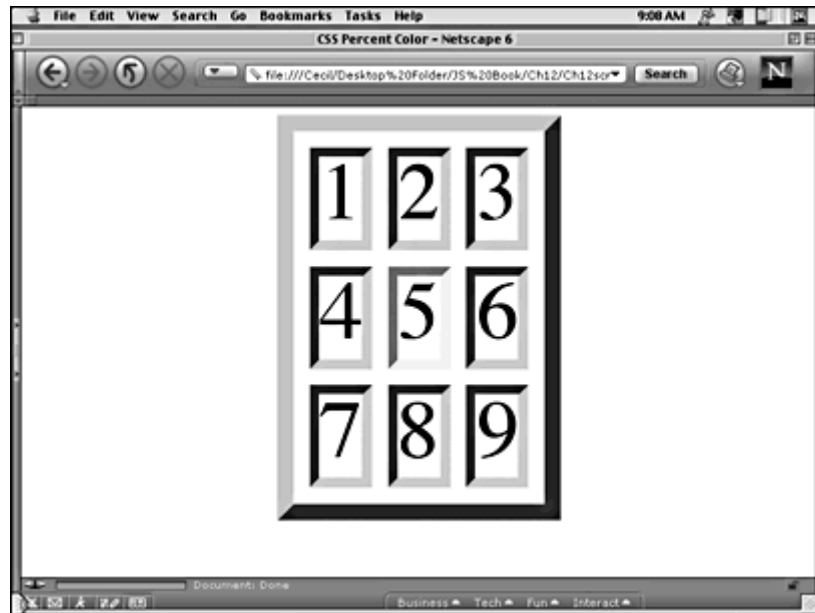 File Edit View Search Go Bookmarks Tasks Help 9:08 AM
CSS Percent Color - Netscape 6
file:///Cecil/Desktop%20Folder/JS%20Book/Ch12/Ch12scr Search N
1 2 3
4 5 6
7 8 9
Document: Done
Business Tech Fun Interact